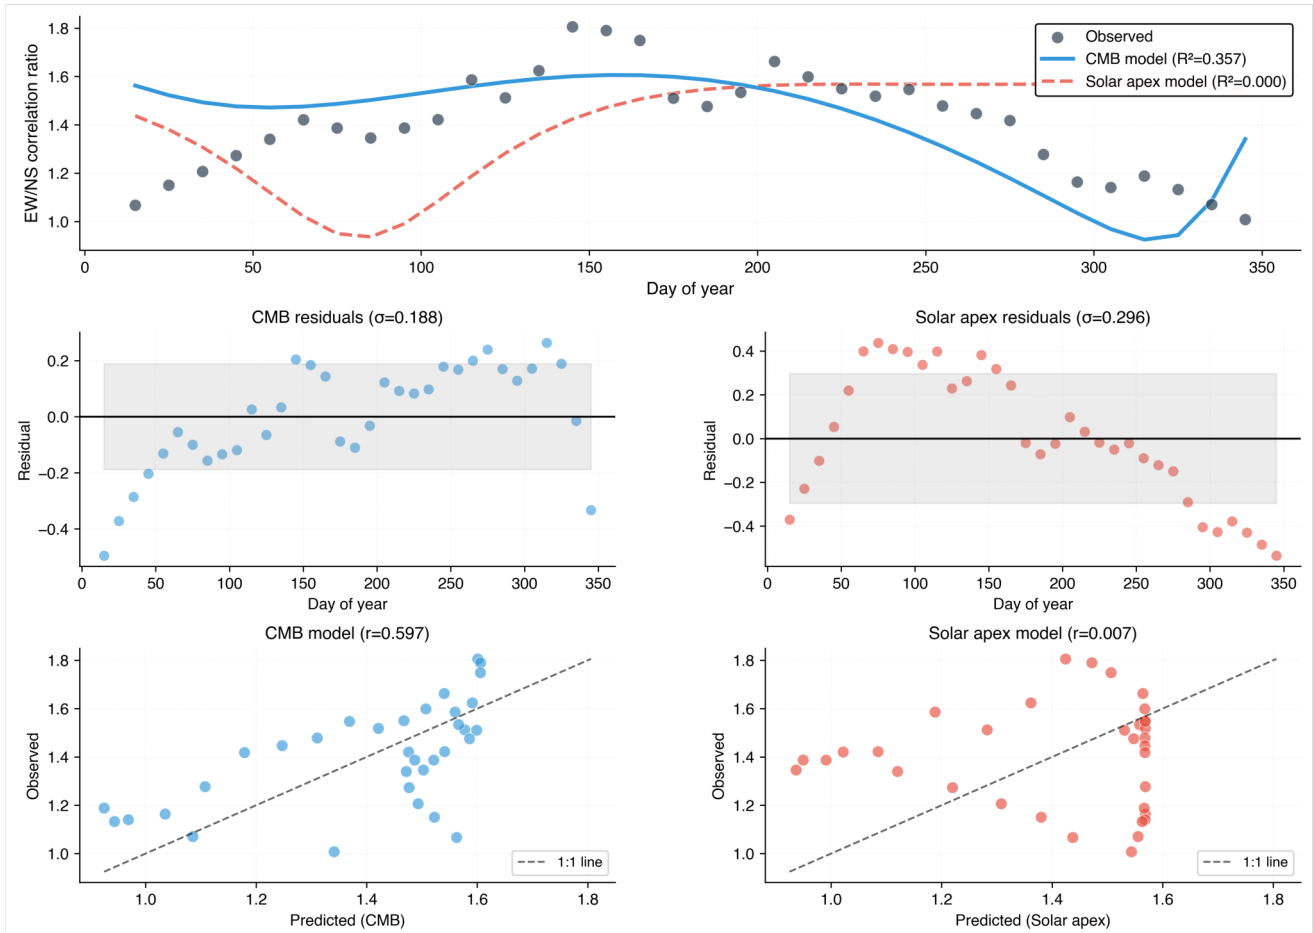 EW/NS correlation ratio
1.8
1.6
1.4
1.2
1.0
Observed
CMB model (R²=0.357)
Solar apex model (R²=0.000)
0 50 100 150 200 250 300 350
Day of year
CMB residuals (σ=0.188)
Residual
0.2
0.0
−0.2
−0.4
0 50 100 150 200 250 300 350
Day of year
Solar apex residuals (σ=0.296)
Residual
0.4
0.2
0.0
−0.2
−0.4
0 50 100 150 200 250 300 350
Day of year
CMB model (r=0.597)
Observed
1.8
1.6
1.4
1.2
1.0
1:1 line
1.0 1.2 1.4 1.6 1.8
Predicted (CMB)
Solar apex model (r=0.007)
Observed
1.8
1.6
1.4
1.2
1.0
1:1 line
1.0 1.2 1.4 1.6 1.8
Predicted (Solar apex)